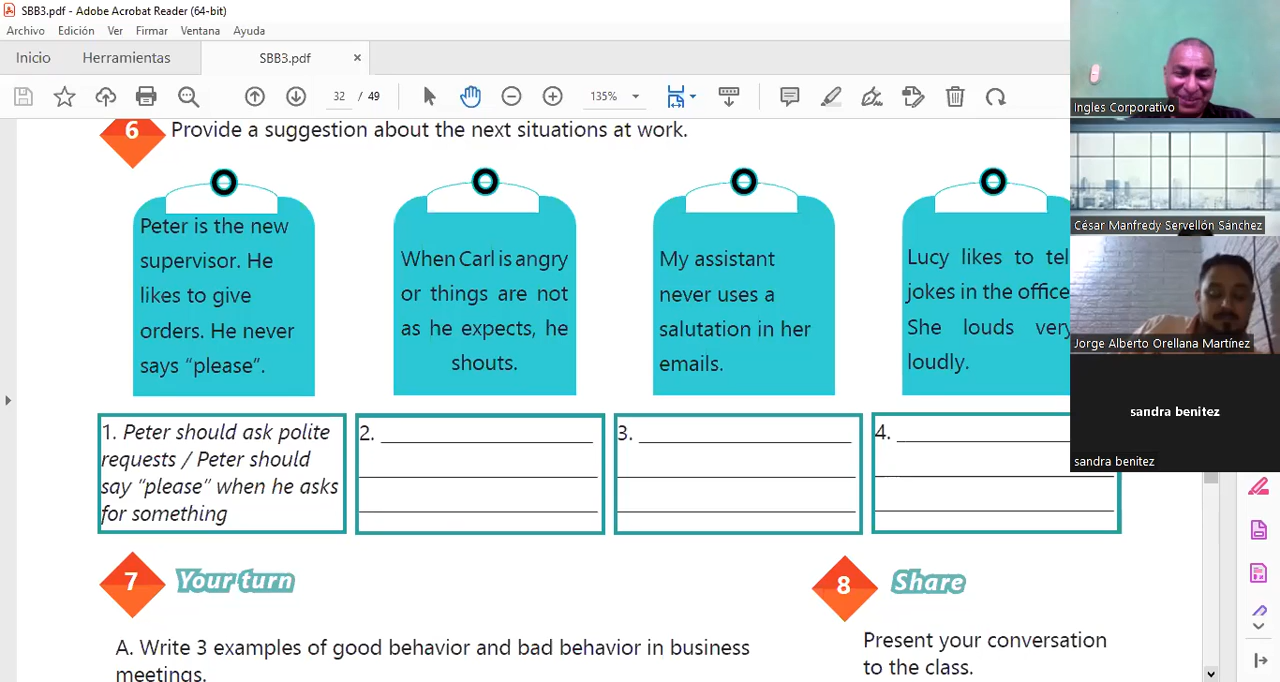 SBB3.pdf - Adobe Acrobat Reader (64-bit)
Archivo Edición Ver Firmar Ventana Ayuda
Inicio Herramientas SBB3.pdf ×
32 / 49 135%
6 Provide a suggestion about the next situations at work.
Peter is the new
supervisor. He
likes to give
orders. He never
says “please”.
When Carl is angry
or things are not
as he expects, he
shouts.
My assistant
never uses a
salutation in her
emails.
Lucy likes to tel
jokes in the office
She louds very
loudly.
1. Peter should ask polite
requests / Peter should
say “please” when he asks
for something
2.
3.
4.
7 Your turn
A. Write 3 examples of good behavior and bad behavior in business
meetings.
8 Share
Present your conversation
to the class.
Ingles Corporativo
César Manfredy Servellón Sánchez
Jorge Alberto Orellana Martínez
sandra benitez
sandra benitez